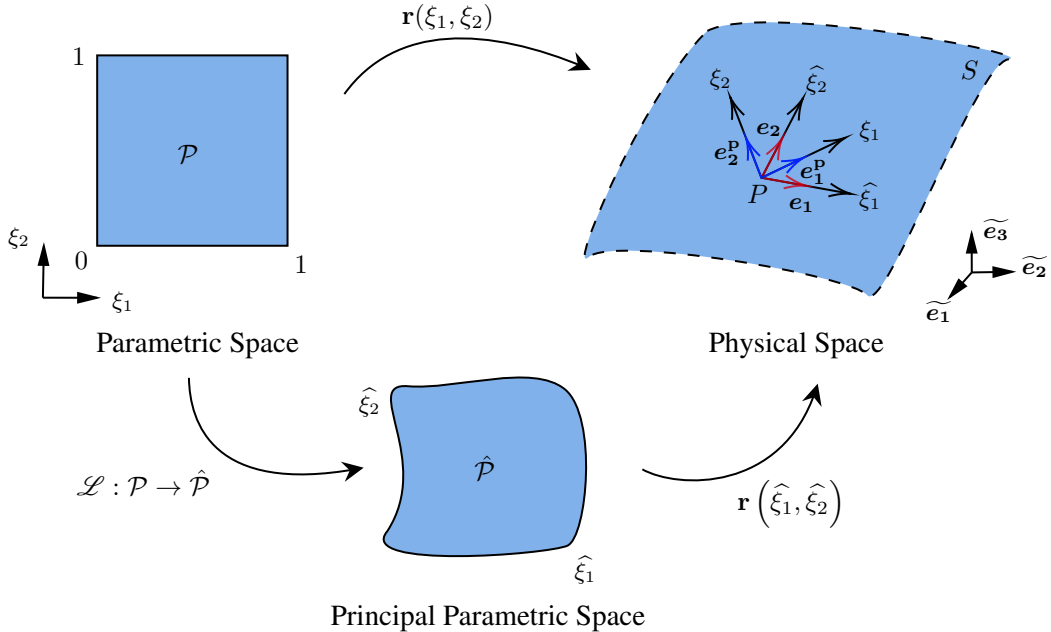 𝐫(ξ₁, ξ₂)
1
𝒫
0
1
ξ₂
ξ₁
Parametric Space
S
ξ₂
ξ̂₂
ξ₁
ξ̂₁
𝒆₂
𝒆₂ᵖ
𝒆₁ᵖ
𝒆₁
P
𝒆̃₃
𝒆̃₂
𝒆̃₁
Physical Space
ℒ : 𝒫 → 𝒫̂
ξ̂₂
𝒫̂
ξ̂₁
𝐫 (ξ̂₁, ξ̂₂)
Principal Parametric Space